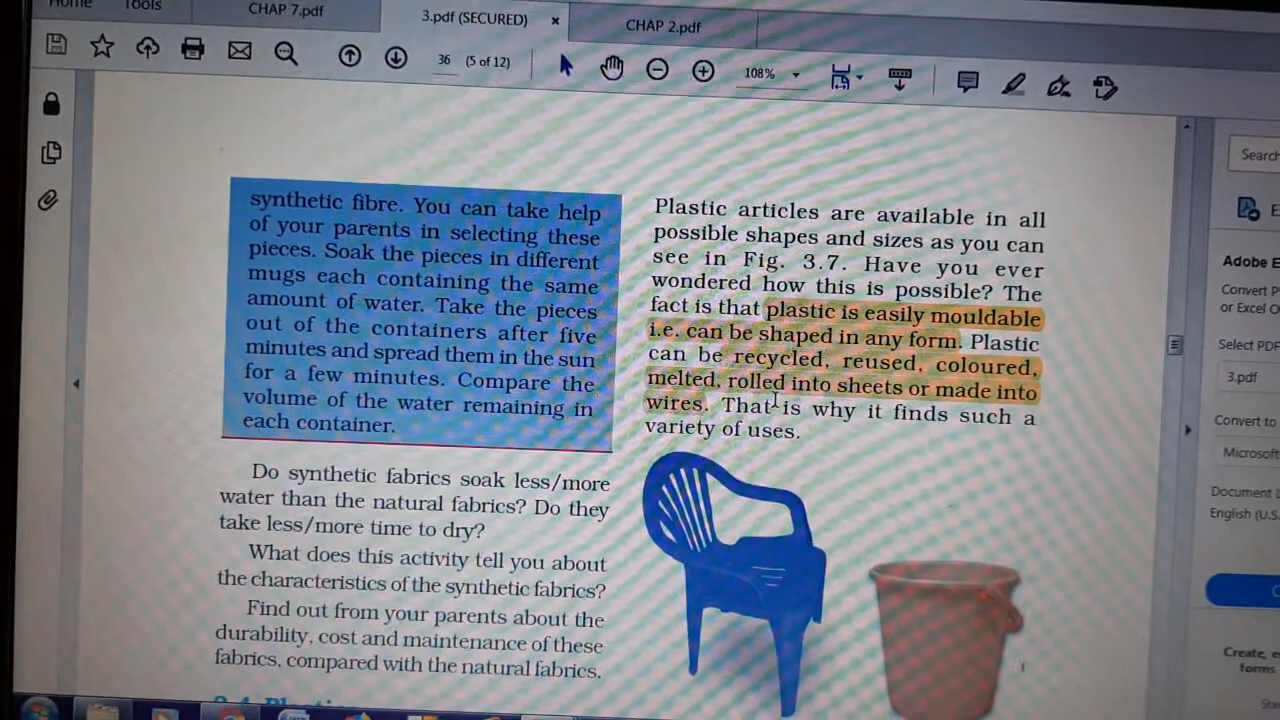 Home
Tools
CHAP 7.pdf
3.pdf (SECURED)
CHAP 2.pdf
36 (5 of 12)
108%
synthetic fibre. You can take help
of your parents in selecting these
pieces. Soak the pieces in different
mugs each containing the same
amount of water. Take the pieces
out of the containers after five
minutes and spread them in the sun
for a few minutes. Compare the
volume of the water remaining in
each container.
Do synthetic fabrics soak less/more
water than the natural fabrics? Do they
take less/more time to dry?
What does this activity tell you about
the characteristics of the synthetic fabrics?
Find out from your parents about the
durability, cost and maintenance of these
fabrics, compared with the natural fabrics.
Plastic articles are available in all
possible shapes and sizes as you can
see in Fig. 3.7. Have you ever
wondered how this is possible? The
fact is that plastic is easily mouldable
i.e. can be shaped in any form. Plastic
can be recycled, reused, coloured,
melted, rolled into sheets or made into
wires. That is why it finds such a
variety of uses.
Search
Adobe E
Convert P
or Excel O
Select PDF
3.pdf
Convert to
Microsoft
Document L
English (U.S.
Create, e
forms